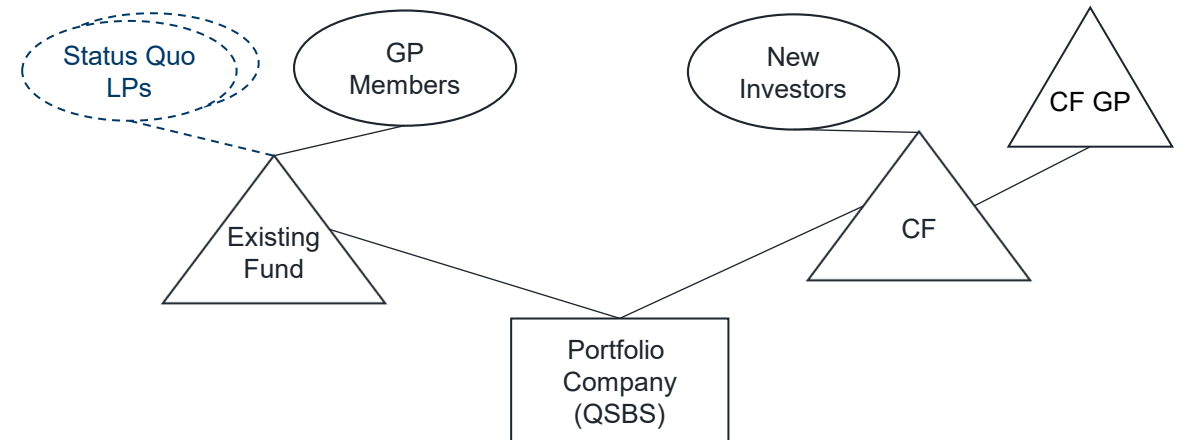 Status Quo
LPs
GP
Members
New
Investors
CF GP
Existing
Fund
CF
Portfolio
Company
(QSBS)